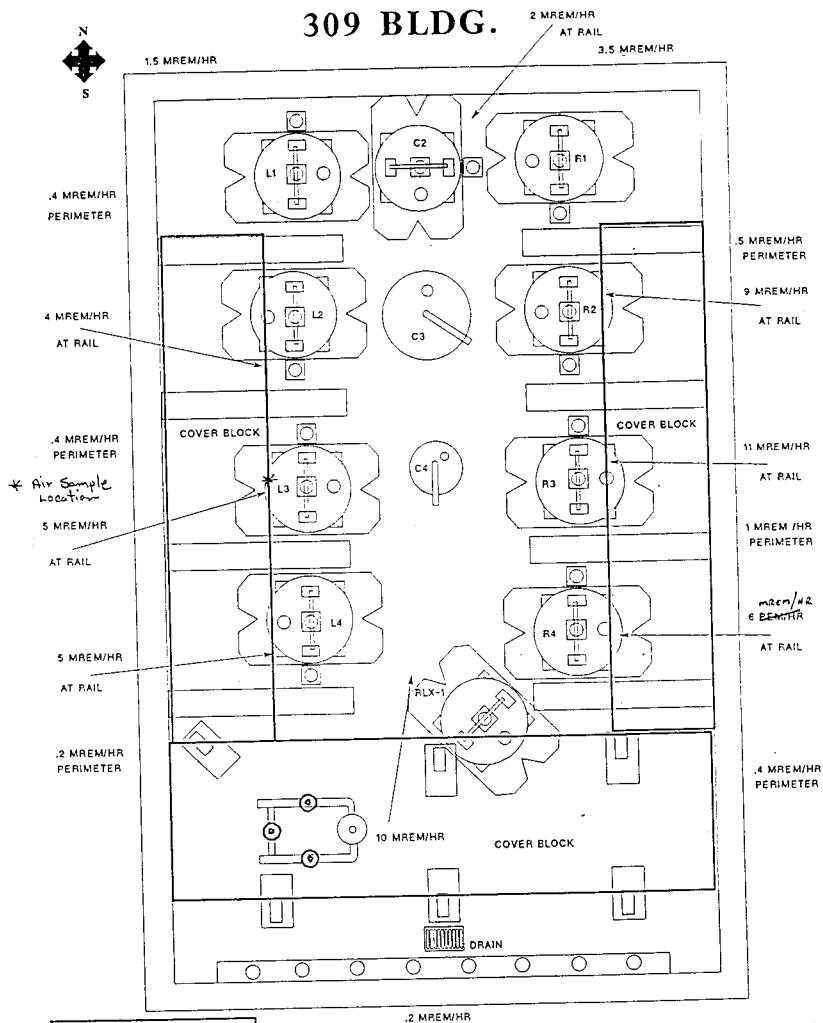 309 BLDG.
N
S
1.5 MREM/HR
2 MREM/HR
AT RAIL
3.5 MREM/HR
C2
L1
R1
.4 MREM/HR
PERIMETER
.5 MREM/HR
PERIMETER
L2
R2
9 MREM/HR
AT RAIL
4 MREM/HR
AT RAIL
C3
COVER BLOCK
COVER BLOCK
.4 MREM/HR
PERIMETER
11 MREM/HR
AT RAIL
C4
* Air Sample
Location
L3
R3
5 MREM/HR
AT RAIL
1 MREM /HR
PERIMETER
mREM/HR
6 REM/HR
AT RAIL
L4
R4
5 MREM/HR
AT RAIL
RLX-1
.2 MREM/HR
PERIMETER
.4 MREM/HR
PERIMETER
10 MREM/HR
COVER BLOCK
DRAIN
.2 MREM/HR